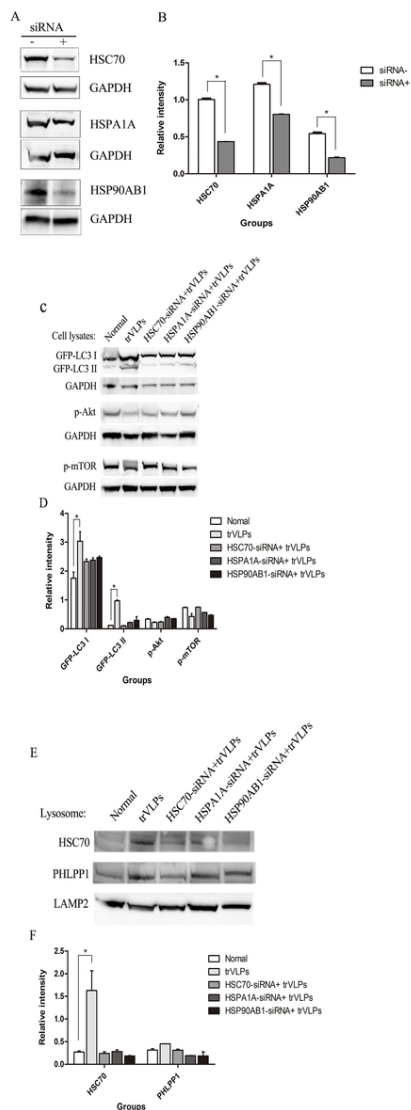 A
siRNA
- +
HSC70
GAPDH
HSPA1A
GAPDH
HSP90AB1
GAPDH
B
Relative intensity
1.5
1.0
0.5
0.0
* * *
siRNA-
siRNA+
HSC70 HSPA1A HSP90AB1
Groups
C
Cell lysates:
Normal
trVLPs
HSC70-siRNA+trVLPs
HSPA1A-siRNA+trVLPs
HSP90AB1-siRNA+trVLPs
GFP-LC3 I
GFP-LC3 II
GAPDH
p-Akt
GAPDH
p-mTOR
GAPDH
D
Relative intensity
4
3
2
1
0
* *
Nomal
trVLPs
HSC70-siRNA+ trVLPs
HSPA1A-siRNA+ trVLPs
HSP90AB1-siRNA+ trVLPs
GFP-LC3 I GFP-LC3 II p-Akt p-mTOR
Groups
E
Lysosome:
Normal
trVLPs
HSC70-siRNA+trVLPs
HSPA1A-siRNA+trVLPs
HSP90AB1-siRNA+trVLPs
HSC70
PHLPP1
LAMP2
F
Relative intensity
2.5
2.0
1.5
1.0
0.5
0.0
*
Nomal
trVLPs
HSC70-siRNA+ trVLPs
HSPA1A-siRNA+ trVLPs
HSP90AB1-siRNA+ trVLPs
HSC70 PHLPP1
Groups